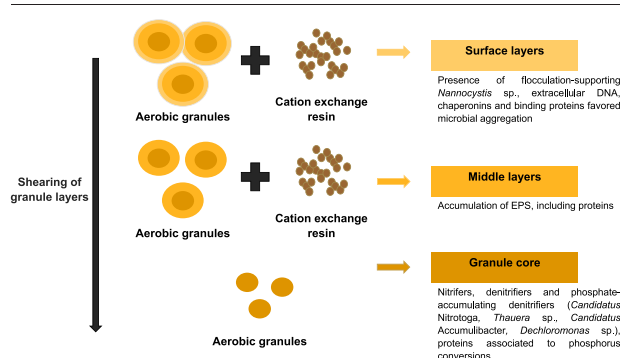 Surface layers
Presence of flocculation-supporting
Nannocystis sp., extracellular DNA,
chaperonins and binding proteins favored
microbial aggregation
Aerobic granules
Cation exchange
resin
Shearing of
granule layers
Middle layers
Accumulation of EPS, including proteins
Aerobic granules
Cation exchange
resin
Granule core
Nitrifers, denitrifiers and phosphate-
accumulating denitrifiers (Candidatus
Nitrotoga, Thauera sp., Candidatus
Accumulibacter, Dechloromonas sp.),
proteins associated to phosphorus
conversions
Aerobic granules